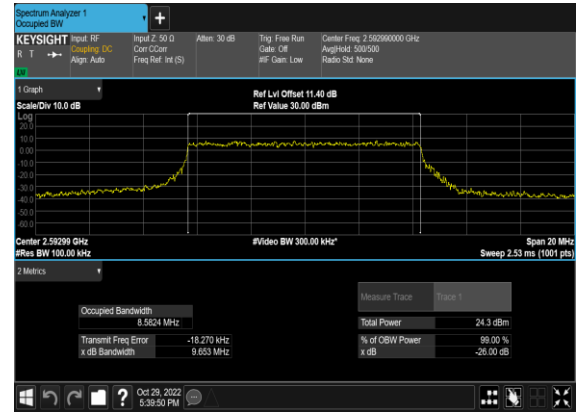 Spectrum Analyzer 1
Occupied BW
+
KEYSIGHT Input: RF Input Z: 50 Ω Atten: 30 dB Trig: Free Run Center Freq: 2.592990000 GHz
R T Coupling: DC Corr CCorr Gate: Off Avg|Hold: 500/500
Align: Auto Freq Ref: Int (S) #IF Gain: Low Radio Std: None
1 Graph
Ref Lvl Offset 11.40 dB
Scale/Div 10.0 dB Ref Value 30.00 dBm
Log
20.0
10.0
0.00
-10.0
-20.0
-30.0
-40.0
-50.0
-60.0
Center 2.59299 GHz #Video BW 300.00 kHz* Span 20 MHz
#Res BW 100.00 kHz Sweep 2.53 ms (1001 pts)
2 Metrics
Measure Trace Trace 1
Occupied Bandwidth
8.5824 MHz Total Power 24.3 dBm
Transmit Freq Error -18.270 kHz % of OBW Power 99.00 %
x dB Bandwidth 9.653 MHz x dB -26.00 dB
? Oct 29, 2022
5:39:50 PM